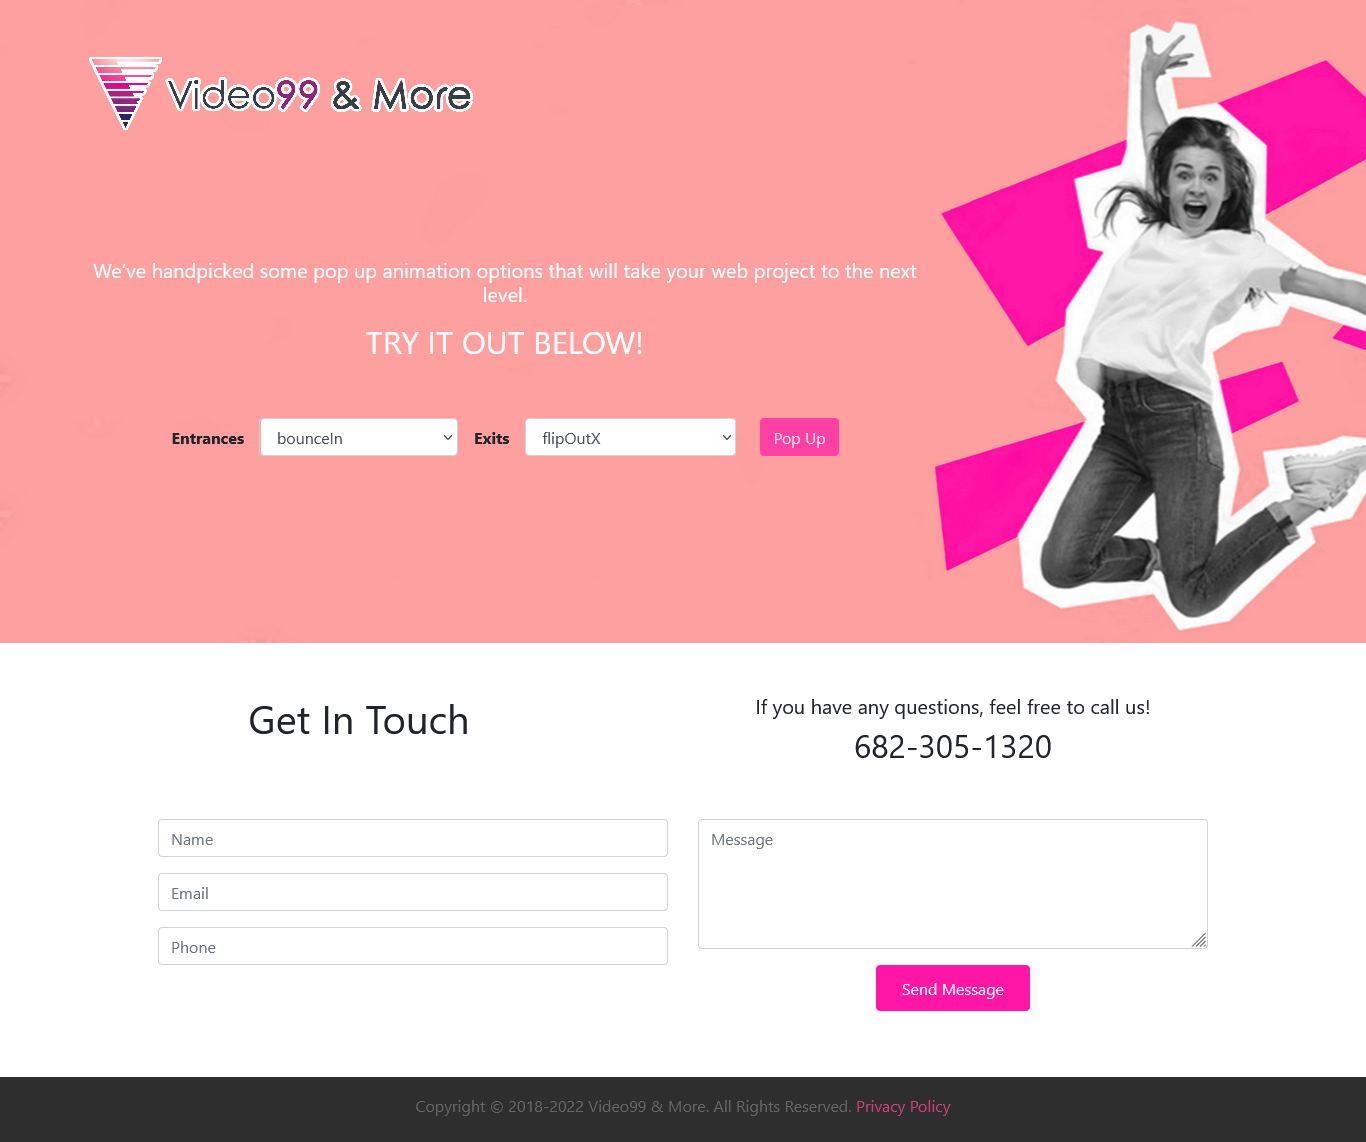 Video99 & More
We've handpicked some pop up animation options that will take your web project to the next
level.
TRY IT OUT BELOW!
Entrances bounceIn Exits flipOutX Pop Up
Get In Touch
If you have any questions, feel free to call us!
682-305-1320
Name
Email
Phone
Message
Send Message
Copyright © 2018-2022 Video99 & More. All Rights Reserved. Privacy Policy